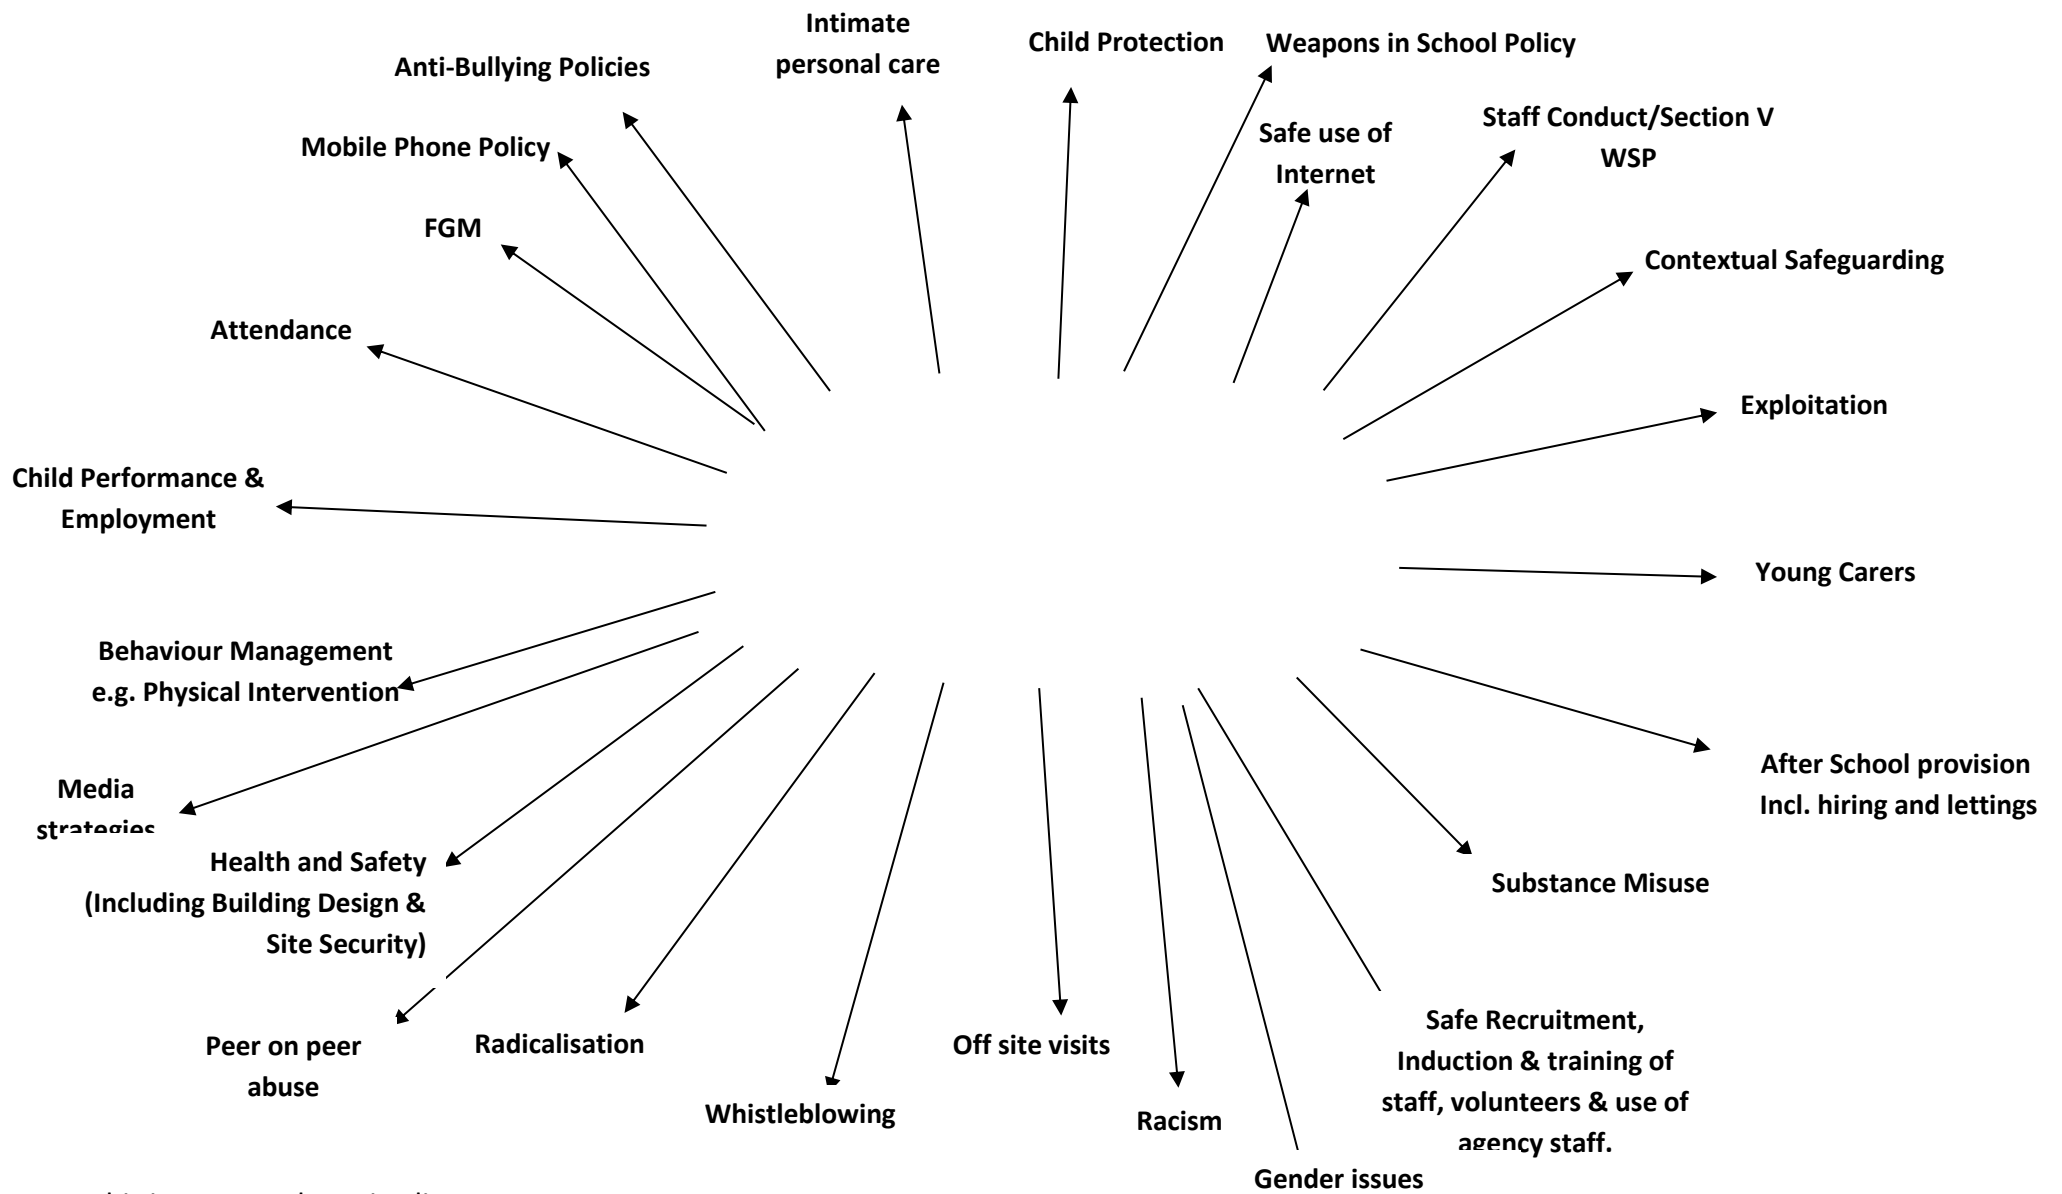 Intimate
personal care
Child Protection
Weapons in School Policy
Anti-Bullying Policies
Staff Conduct/Section V
WSP
Safe use of
Internet
Mobile Phone Policy
FGM
Contextual Safeguarding
Attendance
Exploitation
Child Performance &
Employment
Young Carers
Behaviour Management
e.g. Physical Intervention
After School provision
Incl. hiring and lettings
Media
strategies
Health and Safety
(Including Building Design &
Site Security)
Substance Misuse
Peer on peer
abuse
Radicalisation
Off site visits
Safe Recruitment,
Induction & training of
staff, volunteers & use of
agency staff.
Whistleblowing
Racism
Gender issues